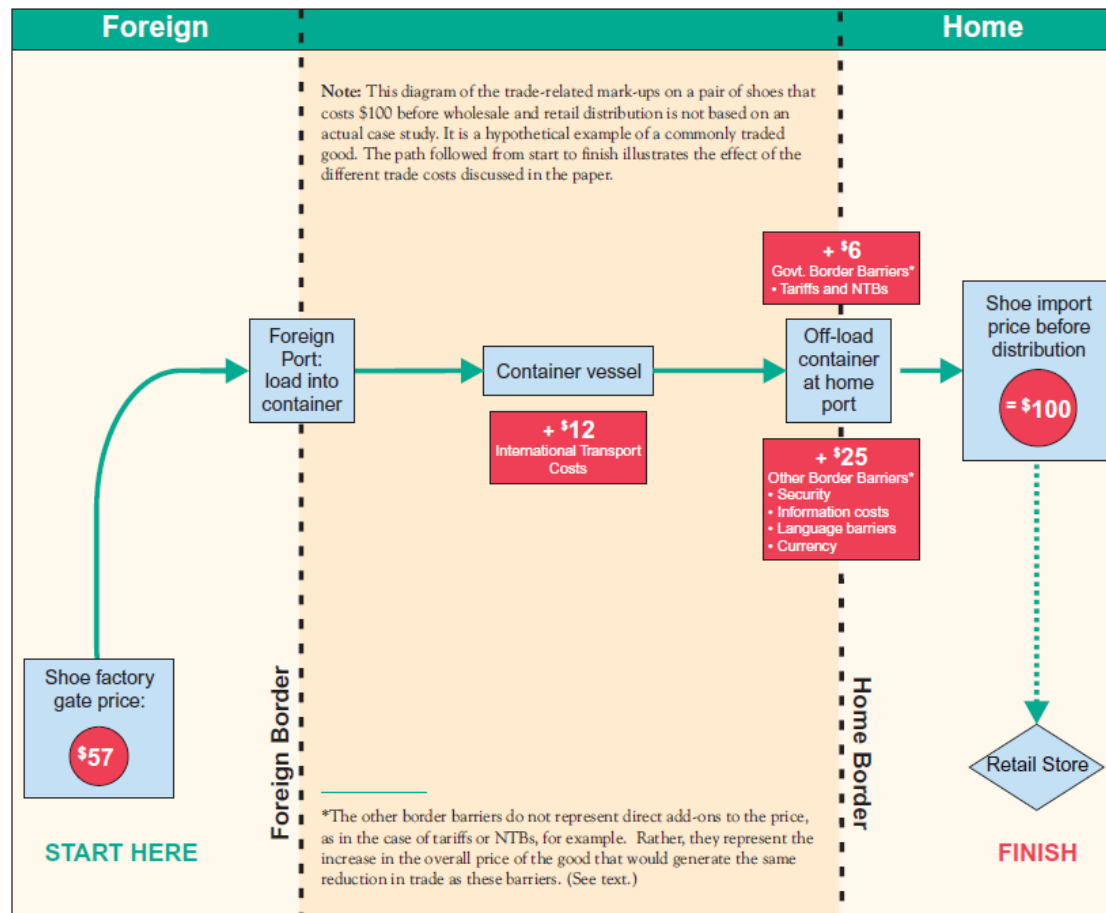 Foreign
Home
Note: This diagram of the trade-related mark-ups on a pair of shoes that
costs $100 before wholesale and retail distribution is not based on an
actual case study. It is a hypothetical example of a commonly traded
good. The path followed from start to finish illustrates the effect of the
different trade costs discussed in the paper.
+ $6
Govt. Border Barriers*
• Tariffs and NTBs
Foreign
Port:
load into
container
Container vessel
+ $12
International Transport
Costs
Off-load
container
at home
port
+ $25
Other Border Barriers*
• Security
• Information costs
• Language barriers
• Currency
Shoe import
price before
distribution
= $100
Shoe factory
gate price:
$57
START HERE
Foreign Border
Home Border
Retail Store
FINISH
*The other border barriers do not represent direct add-ons to the price,
as in the case of tariffs or NTBs, for example.  Rather, they represent the
increase in the overall price of the good that would generate the same
reduction in trade as these barriers. (See text.)